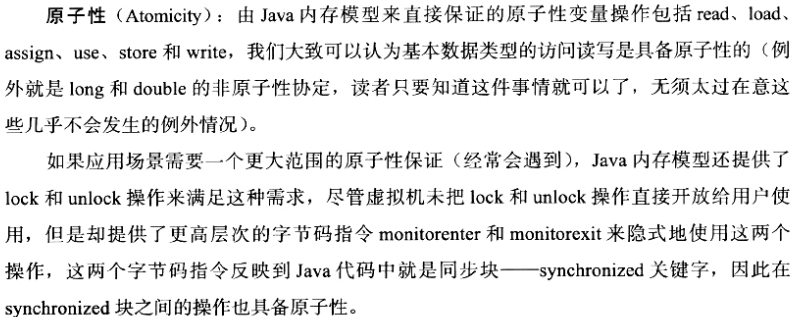 原子性（Atomicity）：由 Java 内存模型来直接保证的原子性变量操作包括 read、load、
assign、use、store 和 write，我们大致可以认为基本数据类型的访问读写是具备原子性的（例
外就是 long 和 double 的非原子性协定，读者只要知道这件事情就可以了，无须太过在意这
些几乎不会发生的例外情况）。
如果应用场景需要一个更大范围的原子性保证（经常会遇到），Java 内存模型还提供了
lock 和 unlock 操作来满足这种需求，尽管虚拟机未把 lock 和 unlock 操作直接开放给用户使
用，但是却提供了更高层次的字节码指令 monitorenter 和 monitorexit 来隐式地使用这两个
操作，这两个字节码指令反映到 Java 代码中就是同步块——synchronized 关键字，因此在
synchronized 块之间的操作也具备原子性。